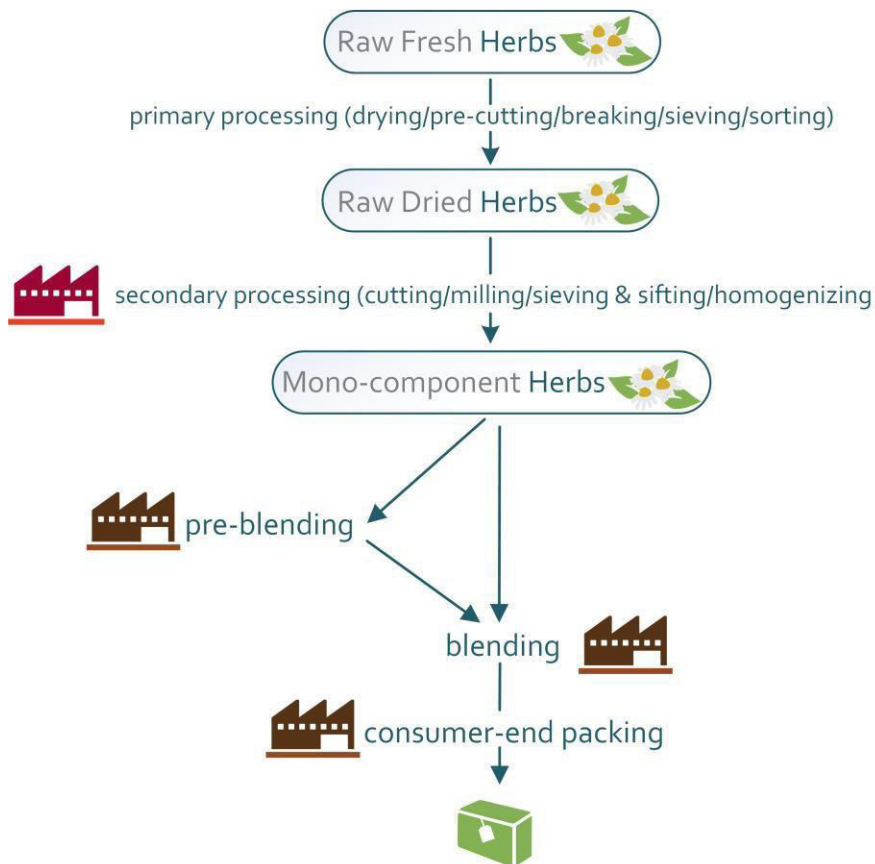 Raw Fresh Herbs
primary processing (drying/pre-cutting/breaking/sieving/sorting)
Raw Dried Herbs
secondary processing (cutting/milling/sieving & sifting/homogenizing
Mono-component Herbs
pre-blending
blending
consumer-end packing